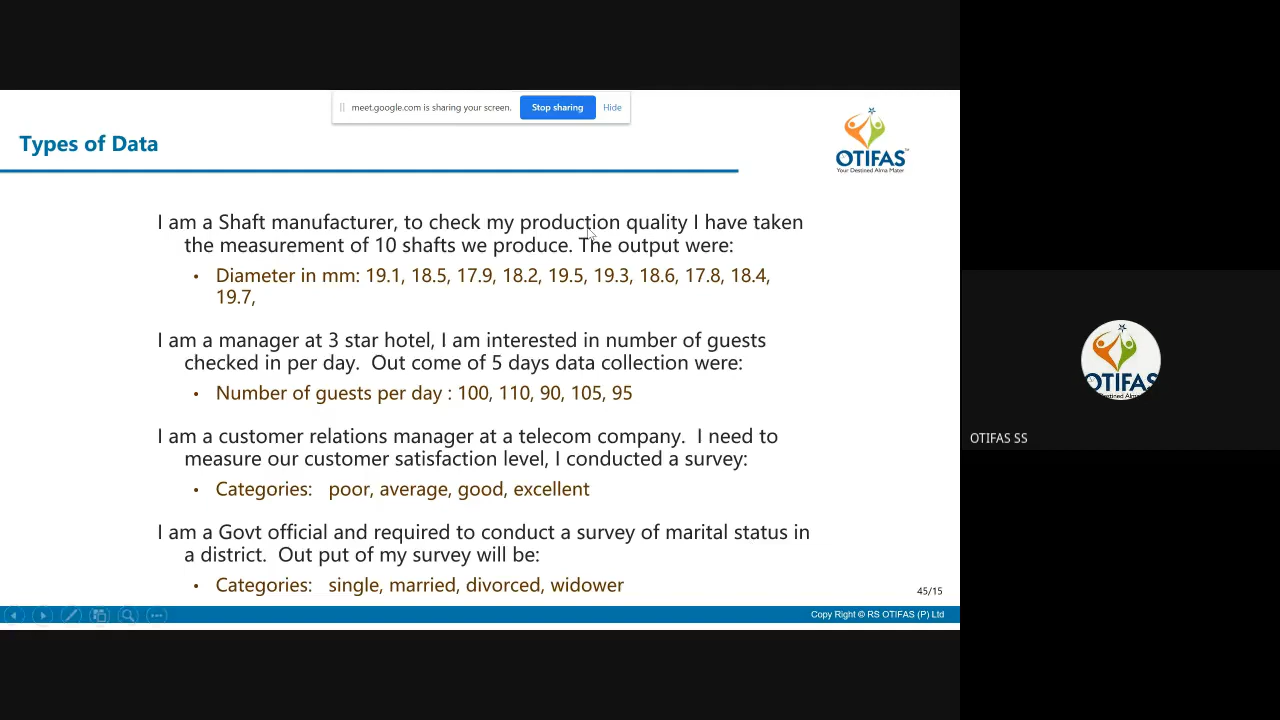 meet.google.com is sharing your screen. Stop sharing Hide
Types of Data
OTIFAS™
Your Destined Alma Mater
I am a Shaft manufacturer, to check my production quality I have taken
the measurement of 10 shafts we produce. The output were:
• Diameter in mm: 19.1, 18.5, 17.9, 18.2, 19.5, 19.3, 18.6, 17.8, 18.4,
19.7,
I am a manager at 3 star hotel, I am interested in number of guests
checked in per day. Out come of 5 days data collection were:
• Number of guests per day : 100, 110, 90, 105, 95
I am a customer relations manager at a telecom company. I need to
measure our customer satisfaction level, I conducted a survey:
• Categories: poor, average, good, excellent
I am a Govt official and required to conduct a survey of marital status in
a district. Out put of my survey will be:
• Categories: single, married, divorced, widower
45/15
Copy Right © RS OTIFAS (P) Ltd
OTIFAS
OTIFAS SS